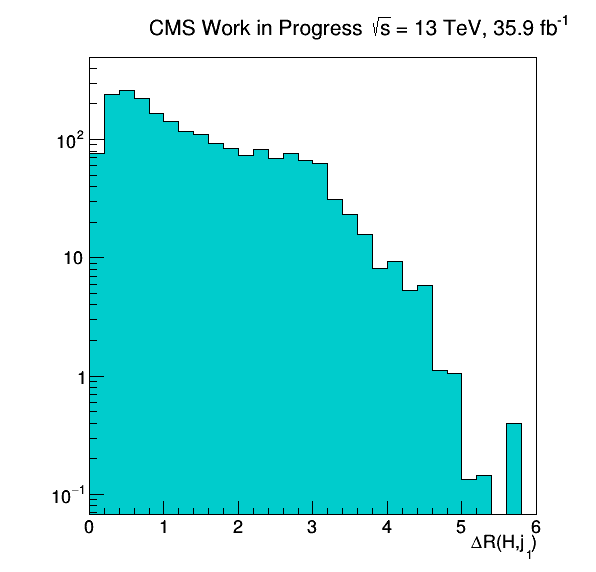 CMS Work in Progress √s = 13 TeV, 35.9 fb⁻¹
10²
10
1
10⁻¹
0 1 2 3 4 5 6
ΔR(H,j₁)